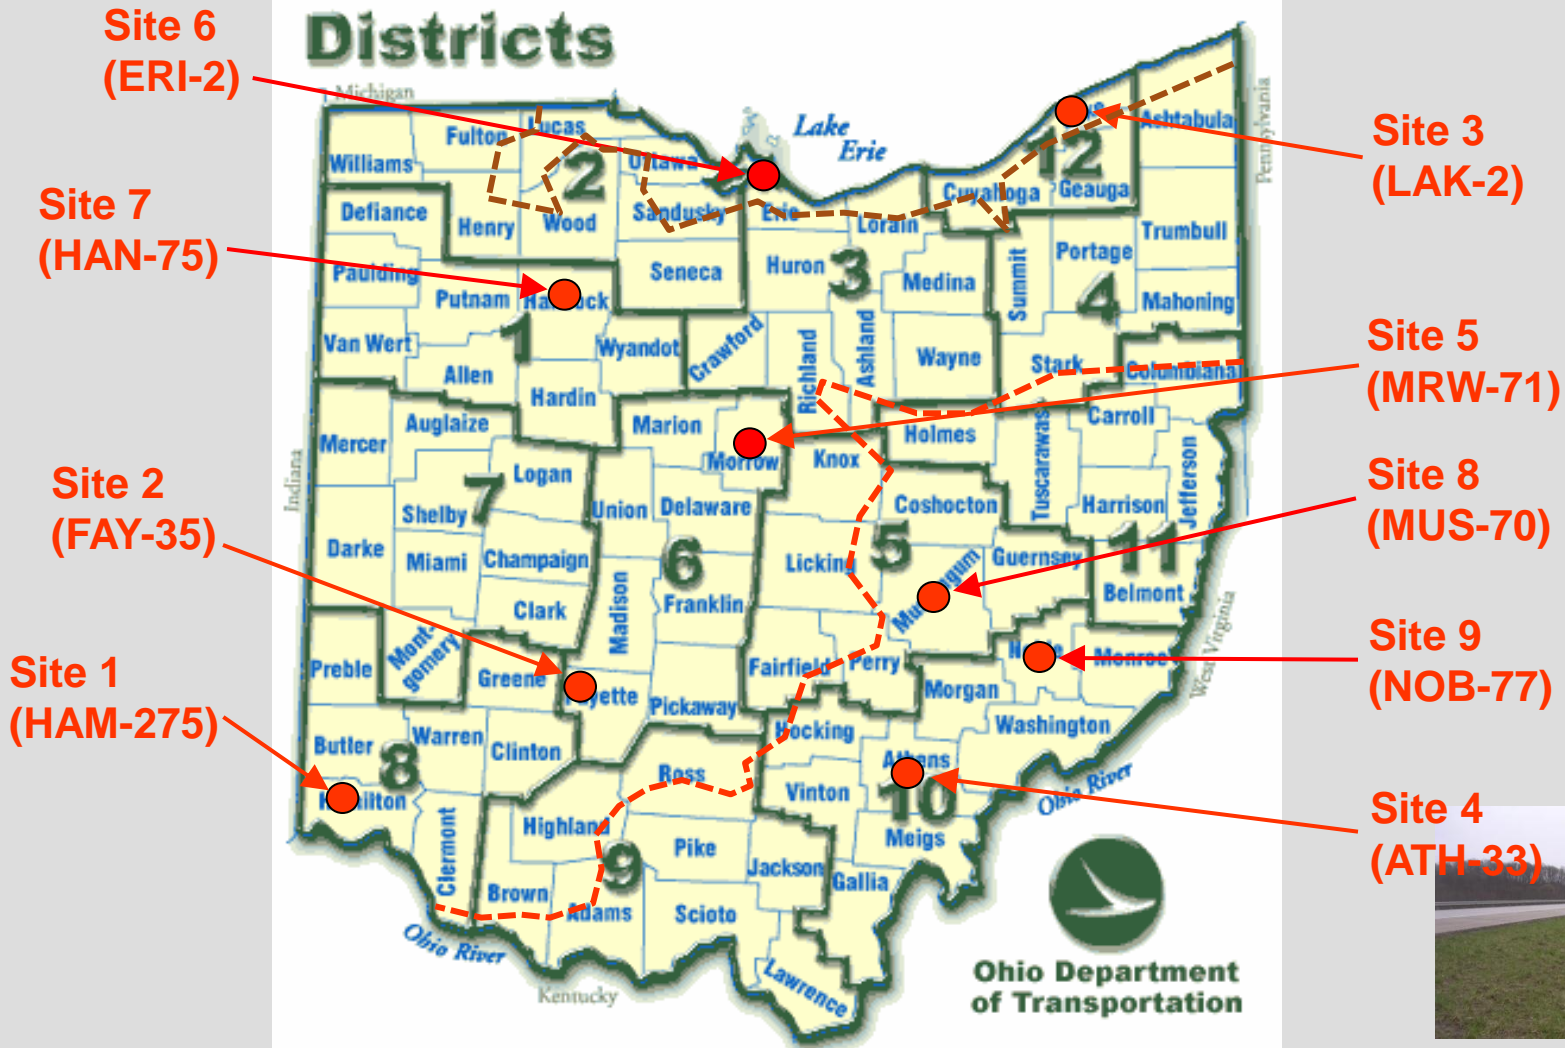 Districts
Site 6
(ERI-2)
Site 7
(HAN-75)
Site 2
(FAY-35)
Site 1
(HAM-275)
Site 3
(LAK-2)
Site 5
(MRW-71)
Site 8
(MUS-70)
Site 9
(NOB-77)
Site 4
(ATH-33)
Michigan
Lake
Erie
Pennsylvania
Indiana
West Virginia
Ohio River
Ohio River
Kentucky
Williams
Fulton
Lucas
Ottawa
2
Defiance
Henry
Wood
Sandusky
Erie
Lorain
Cuyahoga
12
Geauga
Ashtabula
Paulding
Putnam
Seneca
Huron
3
Medina
Summit
Portage
Trumbull
4
Mahoning
Van Wert
1
Allen
Wyandot
Crawford
Richland
Ashland
Wayne
Stark
Columbiana
Hardin
Mercer
Auglaize
Marion
Morrow
Knox
Holmes
Tuscarawas
Carroll
Jefferson
7
Logan
Shelby
Union
Delaware
Coshocton
Harrison
Darke
Miami
Champaign
6
Licking
5
Guernsey
11
Belmont
Clark
Madison
Franklin
Preble
Mont-
gomery
Greene
Pickaway
Fairfield
Perry
Morgan
Monroe
Butler
Warren
Clinton
8
Ross
Hocking
Washington
Vinton
10
Meigs
Clermont
Highland
9
Pike
Jackson
Gallia
Brown
Adams
Scioto
Lawrence
Ohio Department
of Transportation